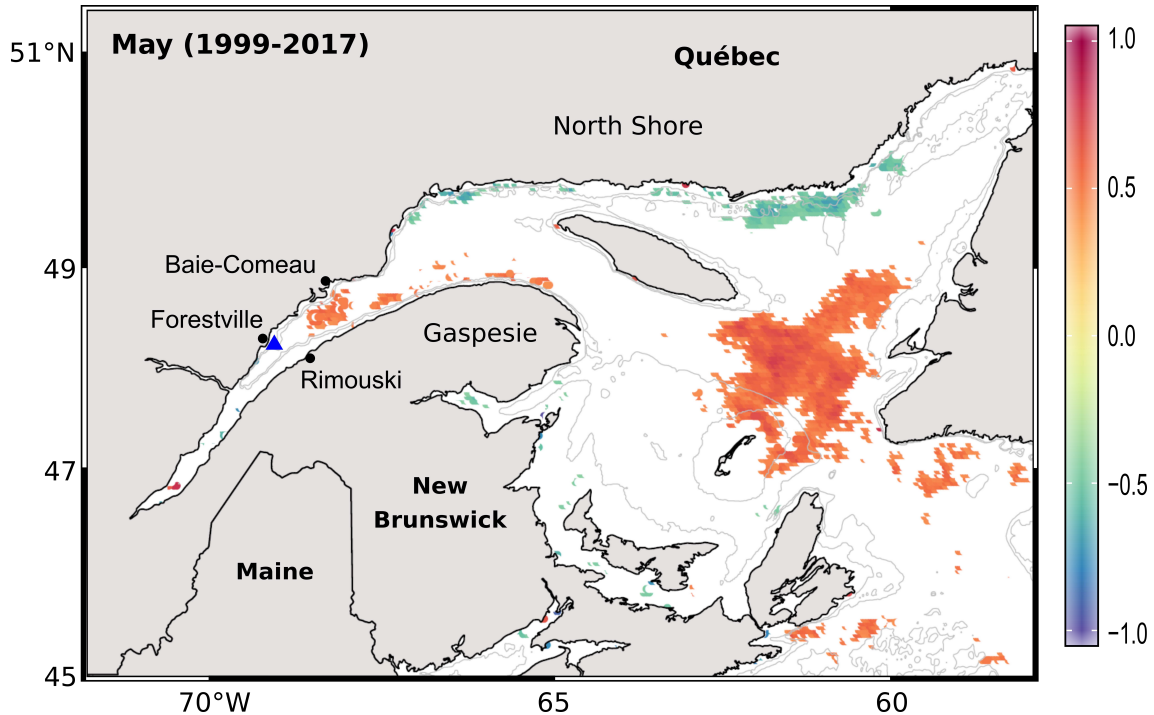 May (1999-2017)
Québec
51°N
North Shore
1.0
0.5
Baie-Comeau
49
Forestville
Gaspesie
0.0
Rimouski
47
New
Brunswick
−0.5
Maine
−1.0
45
70°W
65
60